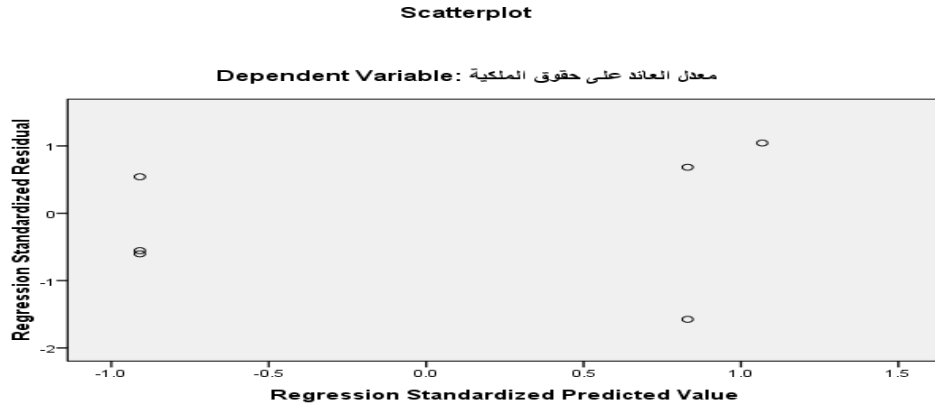 Scatterplot
Dependent Variable: معدل العائد على حقوق الملكية
Regression Standardized Residual
1
0
-1
-2
-1.0 -0.5 0.0 0.5 1.0 1.5
Regression Standardized Predicted Value